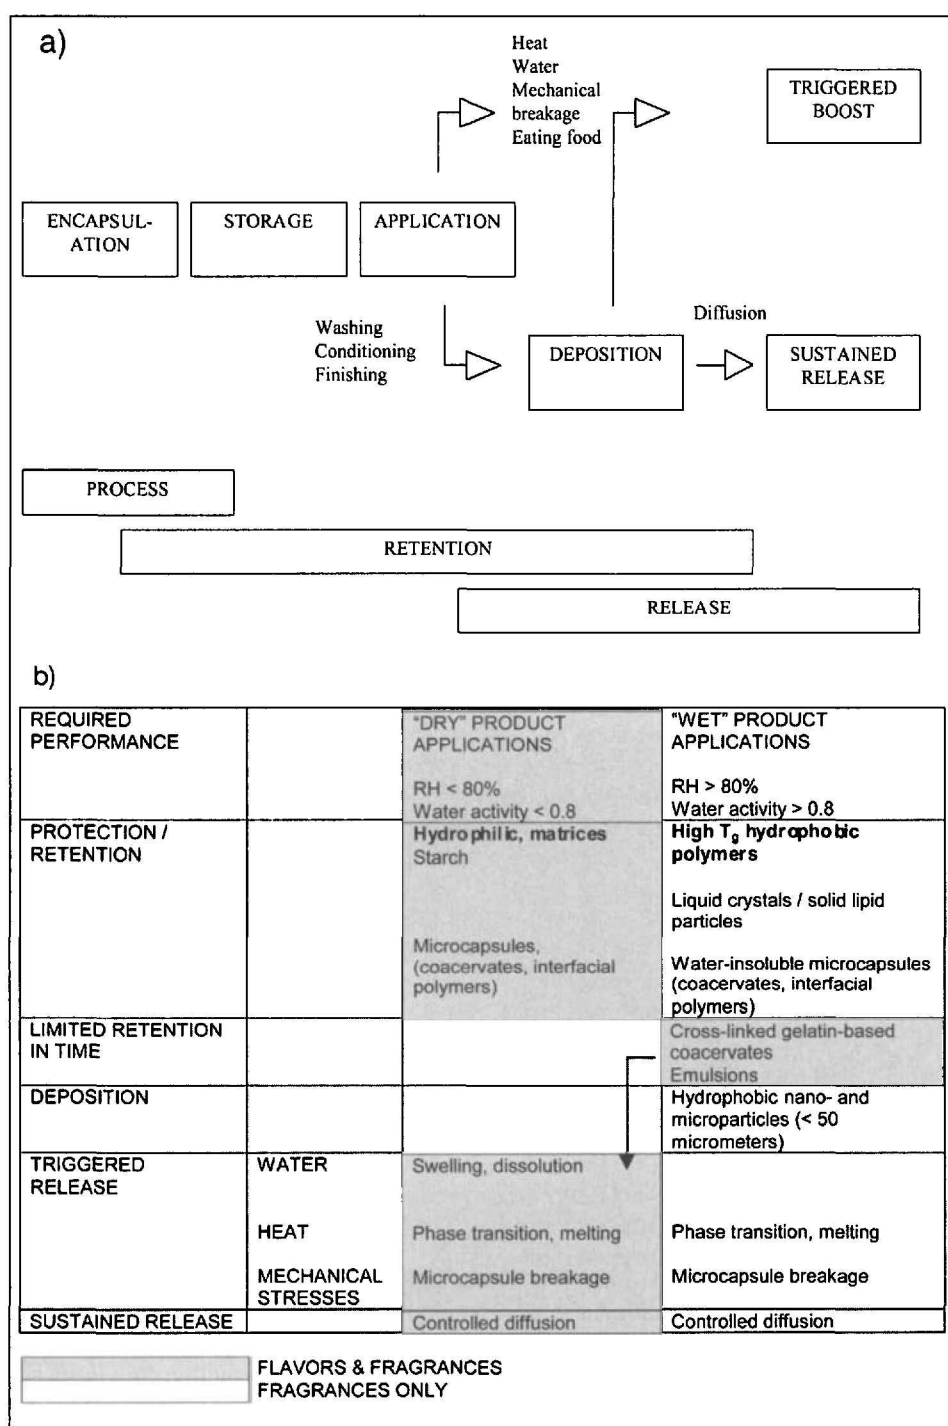 a)
Heat
Water
Mechanical
breakage
Eating food
TRIGGERED
BOOST
ENCAPSUL-
ATION
STORAGE
APPLICATION
Washing
Conditioning
Finishing
DEPOSITION
Diffusion
SUSTAINED
RELEASE
PROCESS
RETENTION
RELEASE
b)
REQUIRED
PERFORMANCE
"DRY" PRODUCT
APPLICATIONS
RH < 80%
Water activity < 0.8
"WET" PRODUCT
APPLICATIONS
RH > 80%
Water activity > 0.8
PROTECTION /
RETENTION
Hydrophilic, matrices
Starch
Microcapsules,
(coacervates, interfacial
polymers)
High Tg hydrophobic
polymers
Liquid crystals / solid lipid
particles
Water-insoluble microcapsules
(coacervates, interfacial
polymers)
LIMITED RETENTION
IN TIME
Cross-linked gelatin-based
coacervates
Emulsions
DEPOSITION
Hydrophobic nano- and
microparticles (< 50
micrometers)
TRIGGERED
RELEASE
WATER
Swelling, dissolution
HEAT
Phase transition, melting
Phase transition, melting
MECHANICAL
STRESSES
Microcapsule breakage
Microcapsule breakage
SUSTAINED RELEASE
Controlled diffusion
Controlled diffusion
FLAVORS & FRAGRANCES
FRAGRANCES ONLY